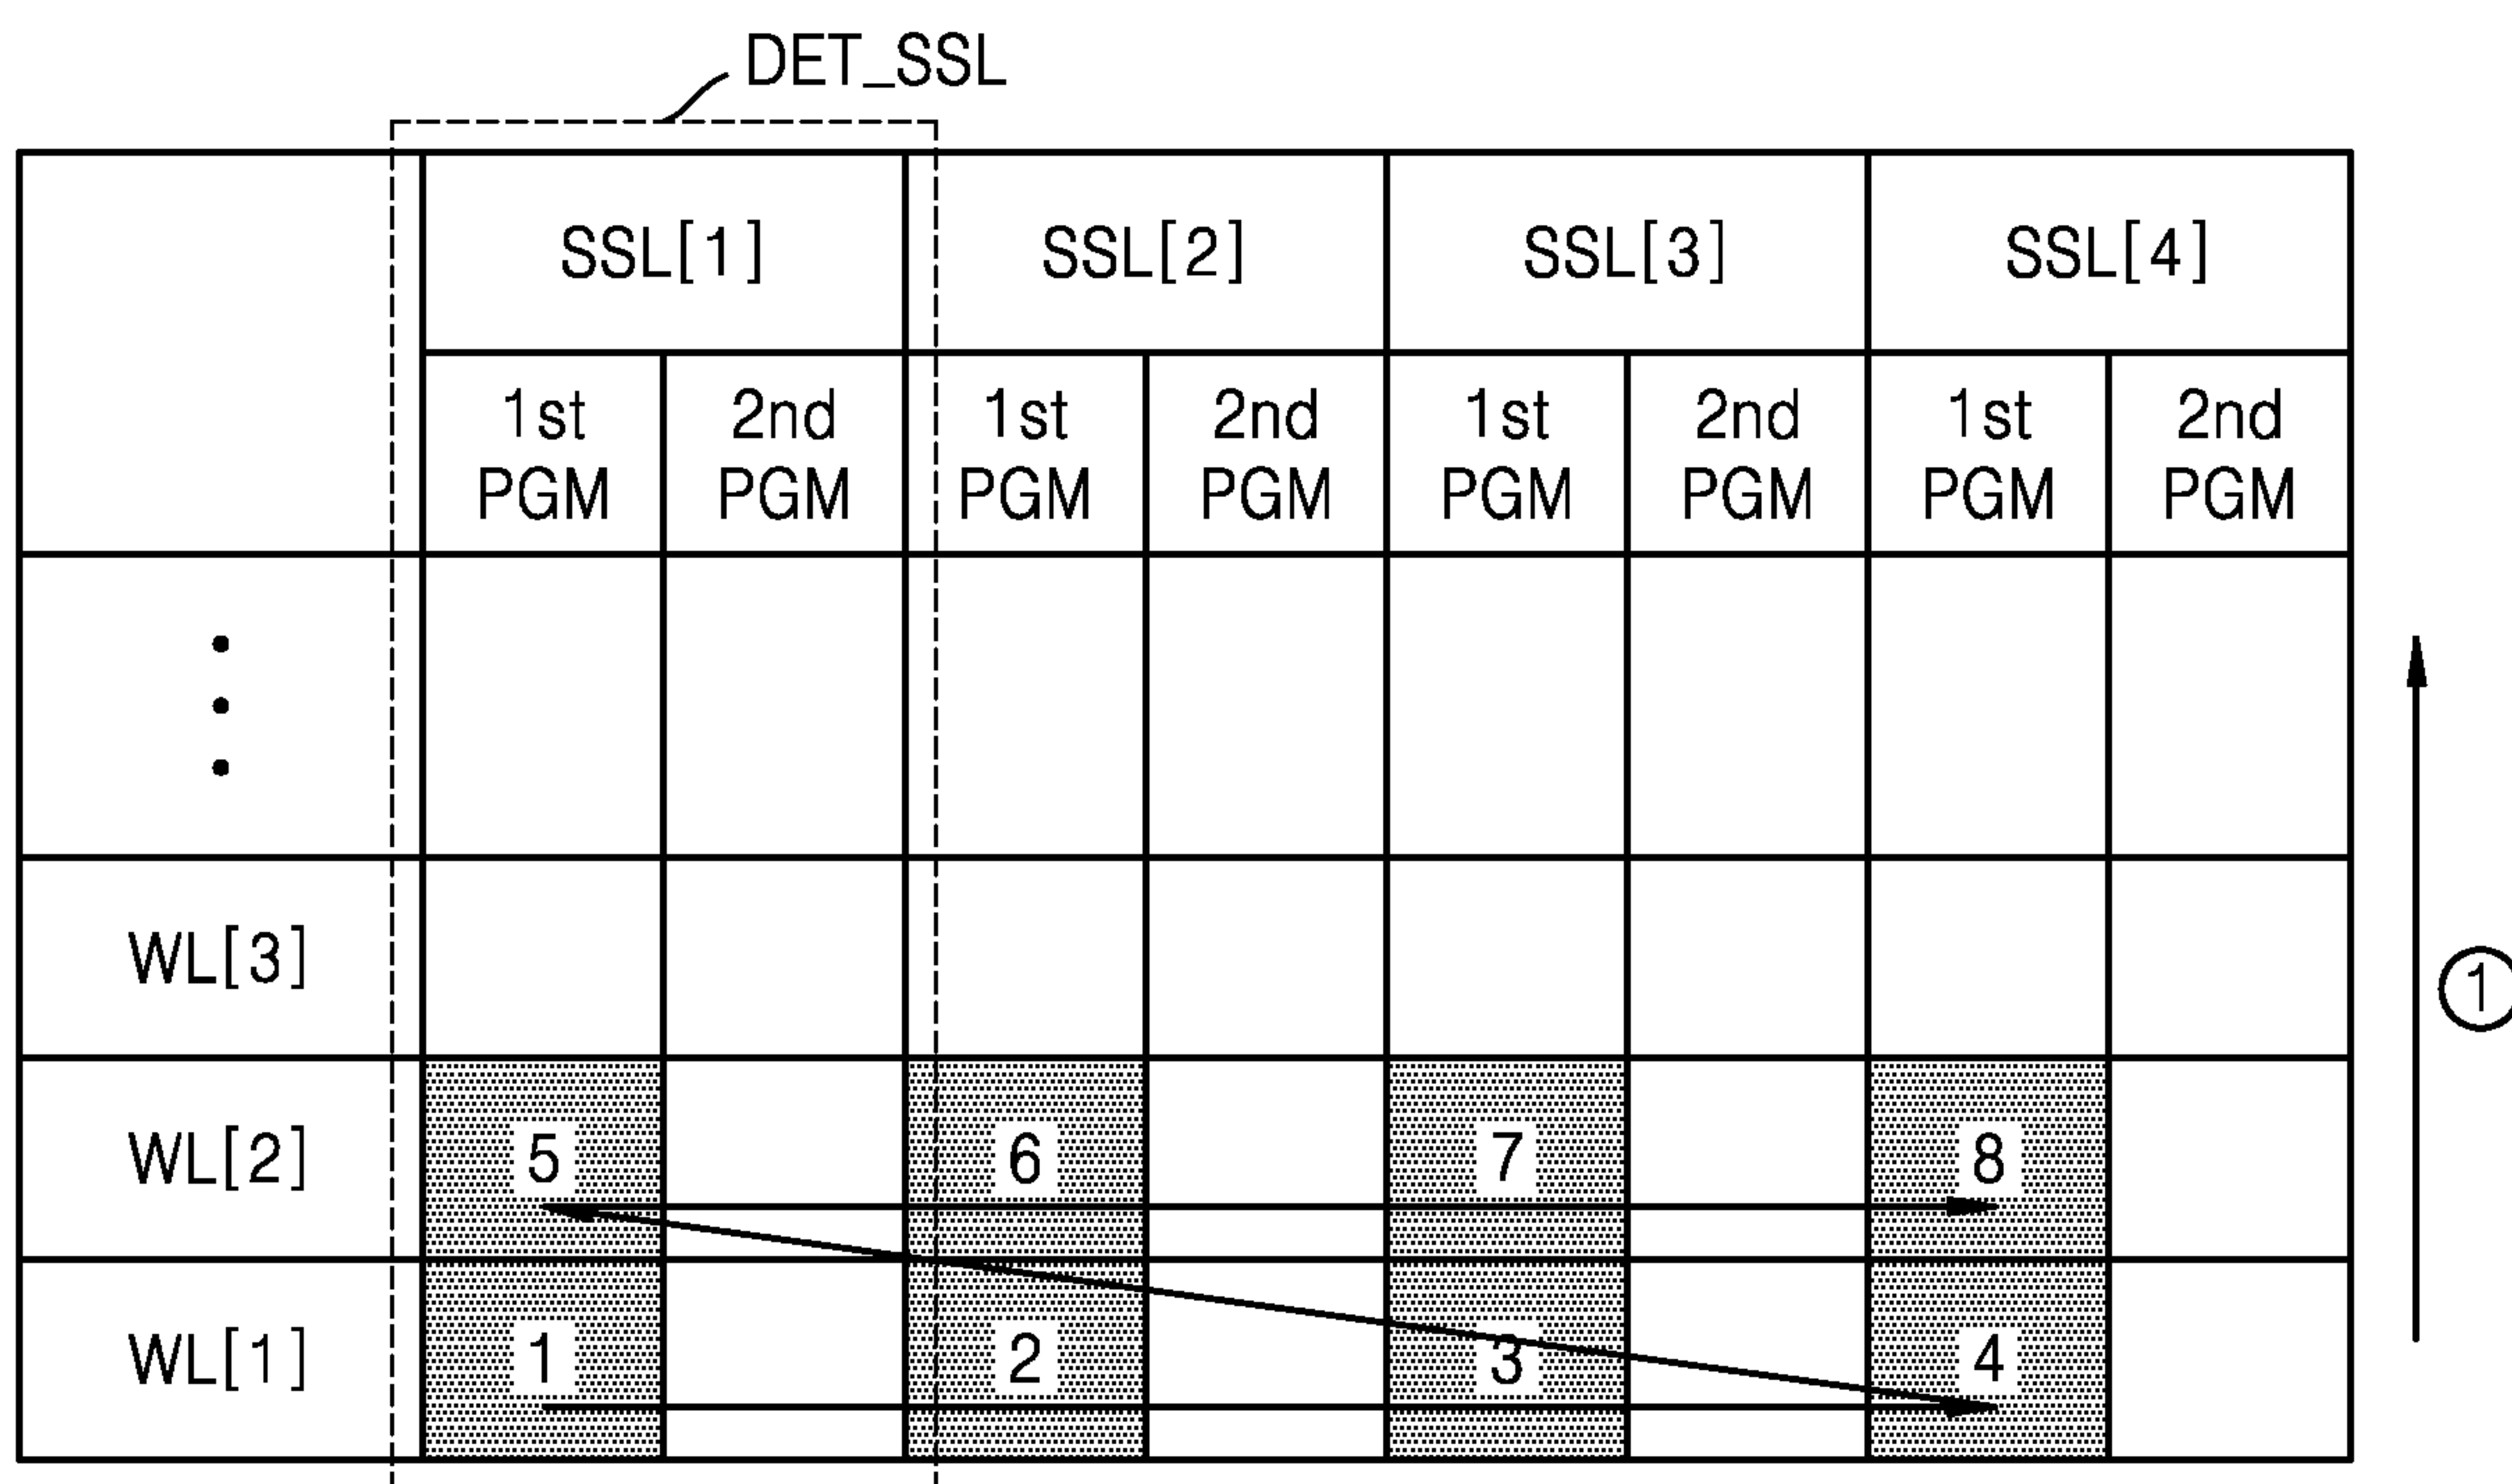 DET_SSL
SSL[1] SSL[2] SSL[3] SSL[4]
1st 2nd 1st 2nd 1st 2nd 1st 2nd
PGM PGM PGM PGM PGM PGM PGM PGM
WL[3]
1
WL[2] 5 6 7 8
WL[1] 1 2 3 4